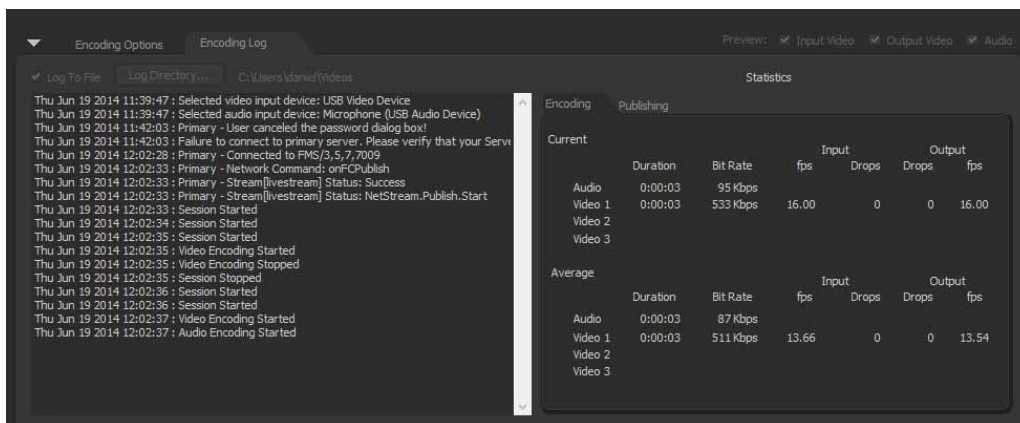 Encoding Options Encoding Log Preview: Input Video Output Video Audio
Log To File Log Directory... C:\Users\daniel\Videos
Thu Jun 19 2014 11:39:47 : Selected video input device: USB Video Device
Thu Jun 19 2014 11:39:47 : Selected audio input device: Microphone (USB Audio Device)
Thu Jun 19 2014 11:42:03 : Primary - User canceled the password dialog box!
Thu Jun 19 2014 11:42:03 : Failure to connect to primary server. Please verify that your Serve
Thu Jun 19 2014 12:02:28 : Primary - Connected to FMS/3,5,7,7009
Thu Jun 19 2014 12:02:33 : Primary - Network Command: onFCPublish
Thu Jun 19 2014 12:02:33 : Primary - Stream[livestream] Status: Success
Thu Jun 19 2014 12:02:33 : Primary - Stream[livestream] Status: NetStream.Publish.Start
Thu Jun 19 2014 12:02:33 : Session Started
Thu Jun 19 2014 12:02:34 : Session Started
Thu Jun 19 2014 12:02:35 : Session Started
Thu Jun 19 2014 12:02:35 : Video Encoding Started
Thu Jun 19 2014 12:02:35 : Video Encoding Stopped
Thu Jun 19 2014 12:02:35 : Session Stopped
Thu Jun 19 2014 12:02:36 : Session Started
Thu Jun 19 2014 12:02:36 : Session Started
Thu Jun 19 2014 12:02:37 : Video Encoding Started
Thu Jun 19 2014 12:02:37 : Audio Encoding Started
Statistics
Encoding Publishing
Current
Input Output
Duration Bit Rate fps Drops Drops fps
Audio 0:00:03 95 Kbps
Video 1 0:00:03 533 Kbps 16.00 0 0 16.00
Video 2
Video 3
Average
Input Output
Duration Bit Rate fps Drops Drops fps
Audio 0:00:03 87 Kbps
Video 1 0:00:03 511 Kbps 13.66 0 0 13.54
Video 2
Video 3